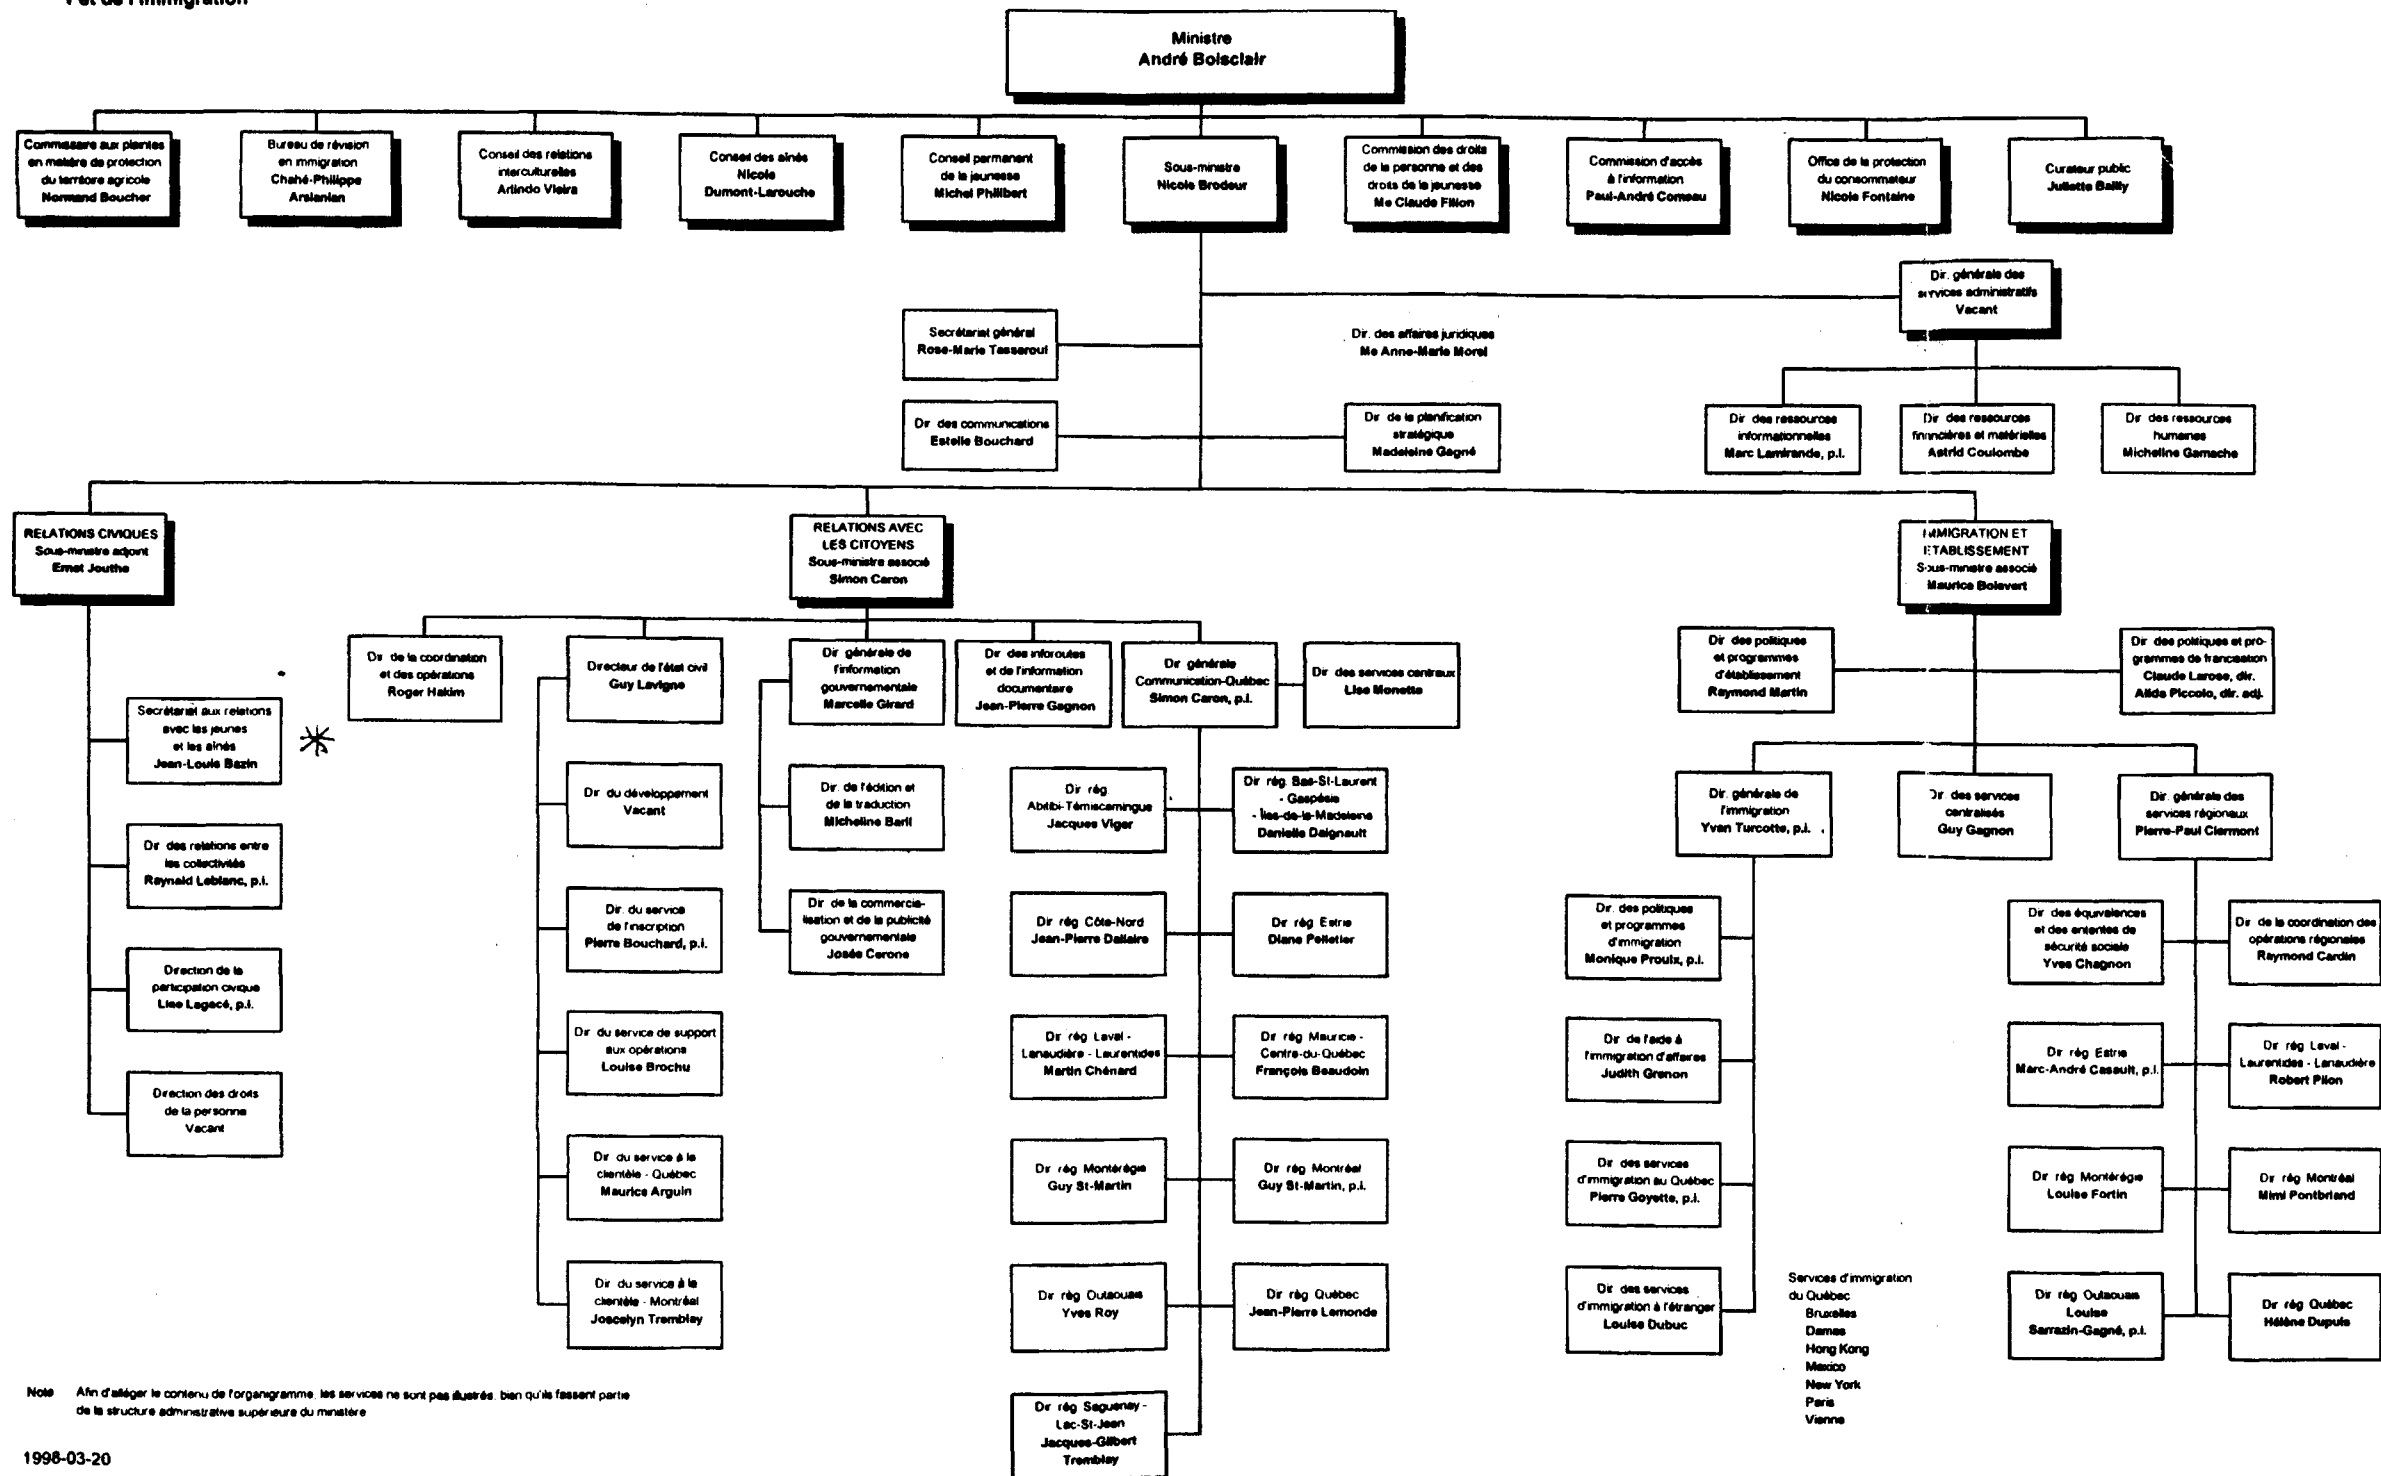 et de l'immigration
Ministre
André Boisclair
Commissaire aux plaintes
en matière de protection
du territoire agricole
Normand Boucher
Bureau de révision
en immigration
Chahé-Philippe
Arslanian
Conseil des relations
interculturelles
Arlindo Vieira
Conseil des aînés
Nicole
Dumont-Larouche
Conseil permanent
de la jeunesse
Michel Philibert
Sous-ministre
Nicole Brodeur
Commission des droits
de la personne et des
droits de la jeunesse
Me Claude Filion
Commission d'accès
à l'information
Paul-André Comeau
Office de la protection
du consommateur
Nicole Fontaine
Curateur public
Juliette Bailly
Dir. générale des
services administratifs
Vacant
Secrétariat général
Rose-Marie Tasserouf
Dir. des affaires juridiques
Me Anne-Marie Morel
Dir des communications
Estelle Bouchard
Dir de la planification
stratégique
Madeleine Gagné
Dir des ressources
informationnelles
Marc Lamirande, p.i.
Dir des ressources
financières et matérielles
Astrid Coulombe
Dir des ressources
humaines
Micheline Gamache
RELATIONS CIVIQUES
Sous-ministre adjoint
Ernst Jouthe
RELATIONS AVEC
LES CITOYENS
Sous-ministre associé
Simon Caron
IMMIGRATION ET
ETABLISSEMENT
Sous-ministre associé
Maurice Boisvert
Dir de la coordination
et des opérations
Roger Hakim
Directeur de l'état civil
Guy Lavigne
Dir générale de
l'information
gouvernementale
Marcelle Girard
Dir des inforoutes
et de l'information
documentaire
Jean-Pierre Gagnon
Dir générale
Communication-Québec
Simon Caron, p.i.
Dir des services centraux
Lise Monette
Dir des politiques
et programmes
d'établissement
Raymond Martin
Dir des politiques et pro-
grammes de francisation
Claude Larose, dir.
Alida Piccolo, dir. adj.
Secrétariat aux relations
avec les jeunes
et les aînés
Jean-Louis Bazin
Dir du développement
Vacant
Dir. de l'édition et
de la traduction
Micheline Baril
Dir rég
Abitibi-Témiscamingue
Jacques Viger
Dir rég Bas-St-Laurent
- Gaspésie
- Îles-de-la-Madeleine
Danielle Daignault
Dir. générale de
l'immigration
Yvan Turcotte, p.i.
Dir. des services
centralisés
Guy Gagnon
Dir. générale des
services régionaux
Pierre-Paul Clermont
Dir des relations entre
les collectivités
Raynald Leblanc, p.i.
Dir. du service
de l'inscription
Pierre Bouchard, p.i.
Dir de la commercia-
lisation et de la publicité
gouvernementale
Josée Cerone
Dir rég Côte-Nord
Jean-Pierre Dallaire
Dir rég Estrie
Diane Pelletier
Dir. des politiques
et programmes
d'immigration
Monique Proulx, p.i.
Dir des équivalences
et des ententes de
sécurité sociale
Yves Chagnon
Dir de la coordination des
opérations régionales
Raymond Cardin
Direction de la
participation civique
Lise Lagacé, p.i.
Dir du service de support
aux opérations
Louise Brochu
Dir rég Laval -
Lanaudière - Laurentides
Martin Chénard
Dir rég Mauricie -
Centre-du-Québec
François Beaudoin
Dir de l'aide à
l'immigration d'affaires
Judith Grenon
Dir rég Estrie
Marc-André Casault, p.i.
Dir rég Laval -
Laurentides - Lanaudière
Robert Pilon
Direction des droits
de la personne
Vacant
Dir du service à la
clientèle - Québec
Maurice Arguin
Dir rég Montérégie
Guy St-Martin
Dir rég Montréal
Guy St-Martin, p.i.
Dir des services
d'immigration au Québec
Pierre Goyette, p.i.
Dir rég Montérégie
Louise Fortin
Dir rég Montréal
Mimi Pontbriand
Dir du service à la
clientèle - Montréal
Joscelyn Tremblay
Dir rég Outaouais
Yves Roy
Dir rég Québec
Jean-Pierre Lemonde
Dir des services
d'immigration à l'étranger
Louise Dubuc
Services d'immigration
du Québec
Bruxelles
Damas
Hong Kong
Mexico
New York
Paris
Vienne
Dir rég Outaouais
Louise
Sarrazin-Gagné, p.i.
Dir rég Québec
Hélène Dupuis
Dir rég Saguenay -
Lac-St-Jean
Jacques-Gilbert
Tremblay
Note Afin d'alléger le contenu de l'organigramme, les services ne sont pas illustrés, bien qu'ils fassent partie
de la structure administrative supérieure du ministère
1998-03-20